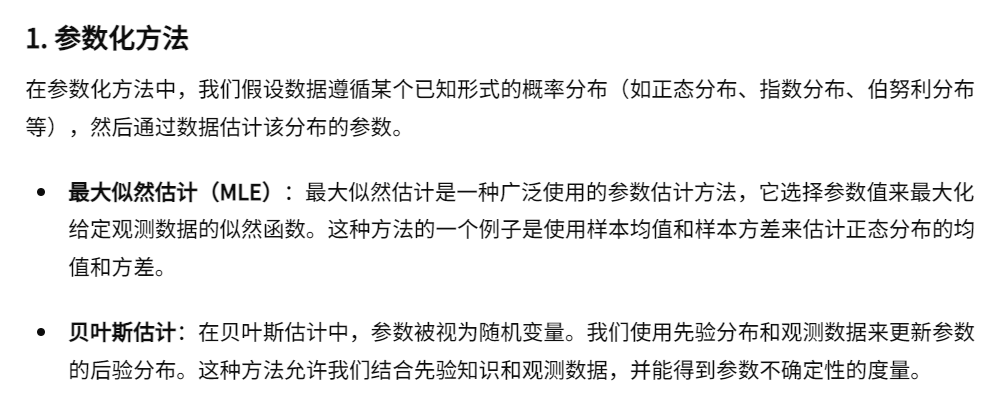 1. 参数化方法
在参数化方法中，我们假设数据遵循某个已知形式的概率分布（如正态分布、指数分布、伯努利分布
等），然后通过数据估计该分布的参数。
• 最大似然估计（MLE）：最大似然估计是一种广泛使用的参数估计方法，它选择参数值来最大化
给定观测数据的似然函数。这种方法的一个例子是使用样本均值和样本方差来估计正态分布的均
值和方差。
• 贝叶斯估计：在贝叶斯估计中，参数被视为随机变量。我们使用先验分布和观测数据来更新参数
的后验分布。这种方法允许我们结合先验知识和观测数据，并能得到参数不确定性的度量。